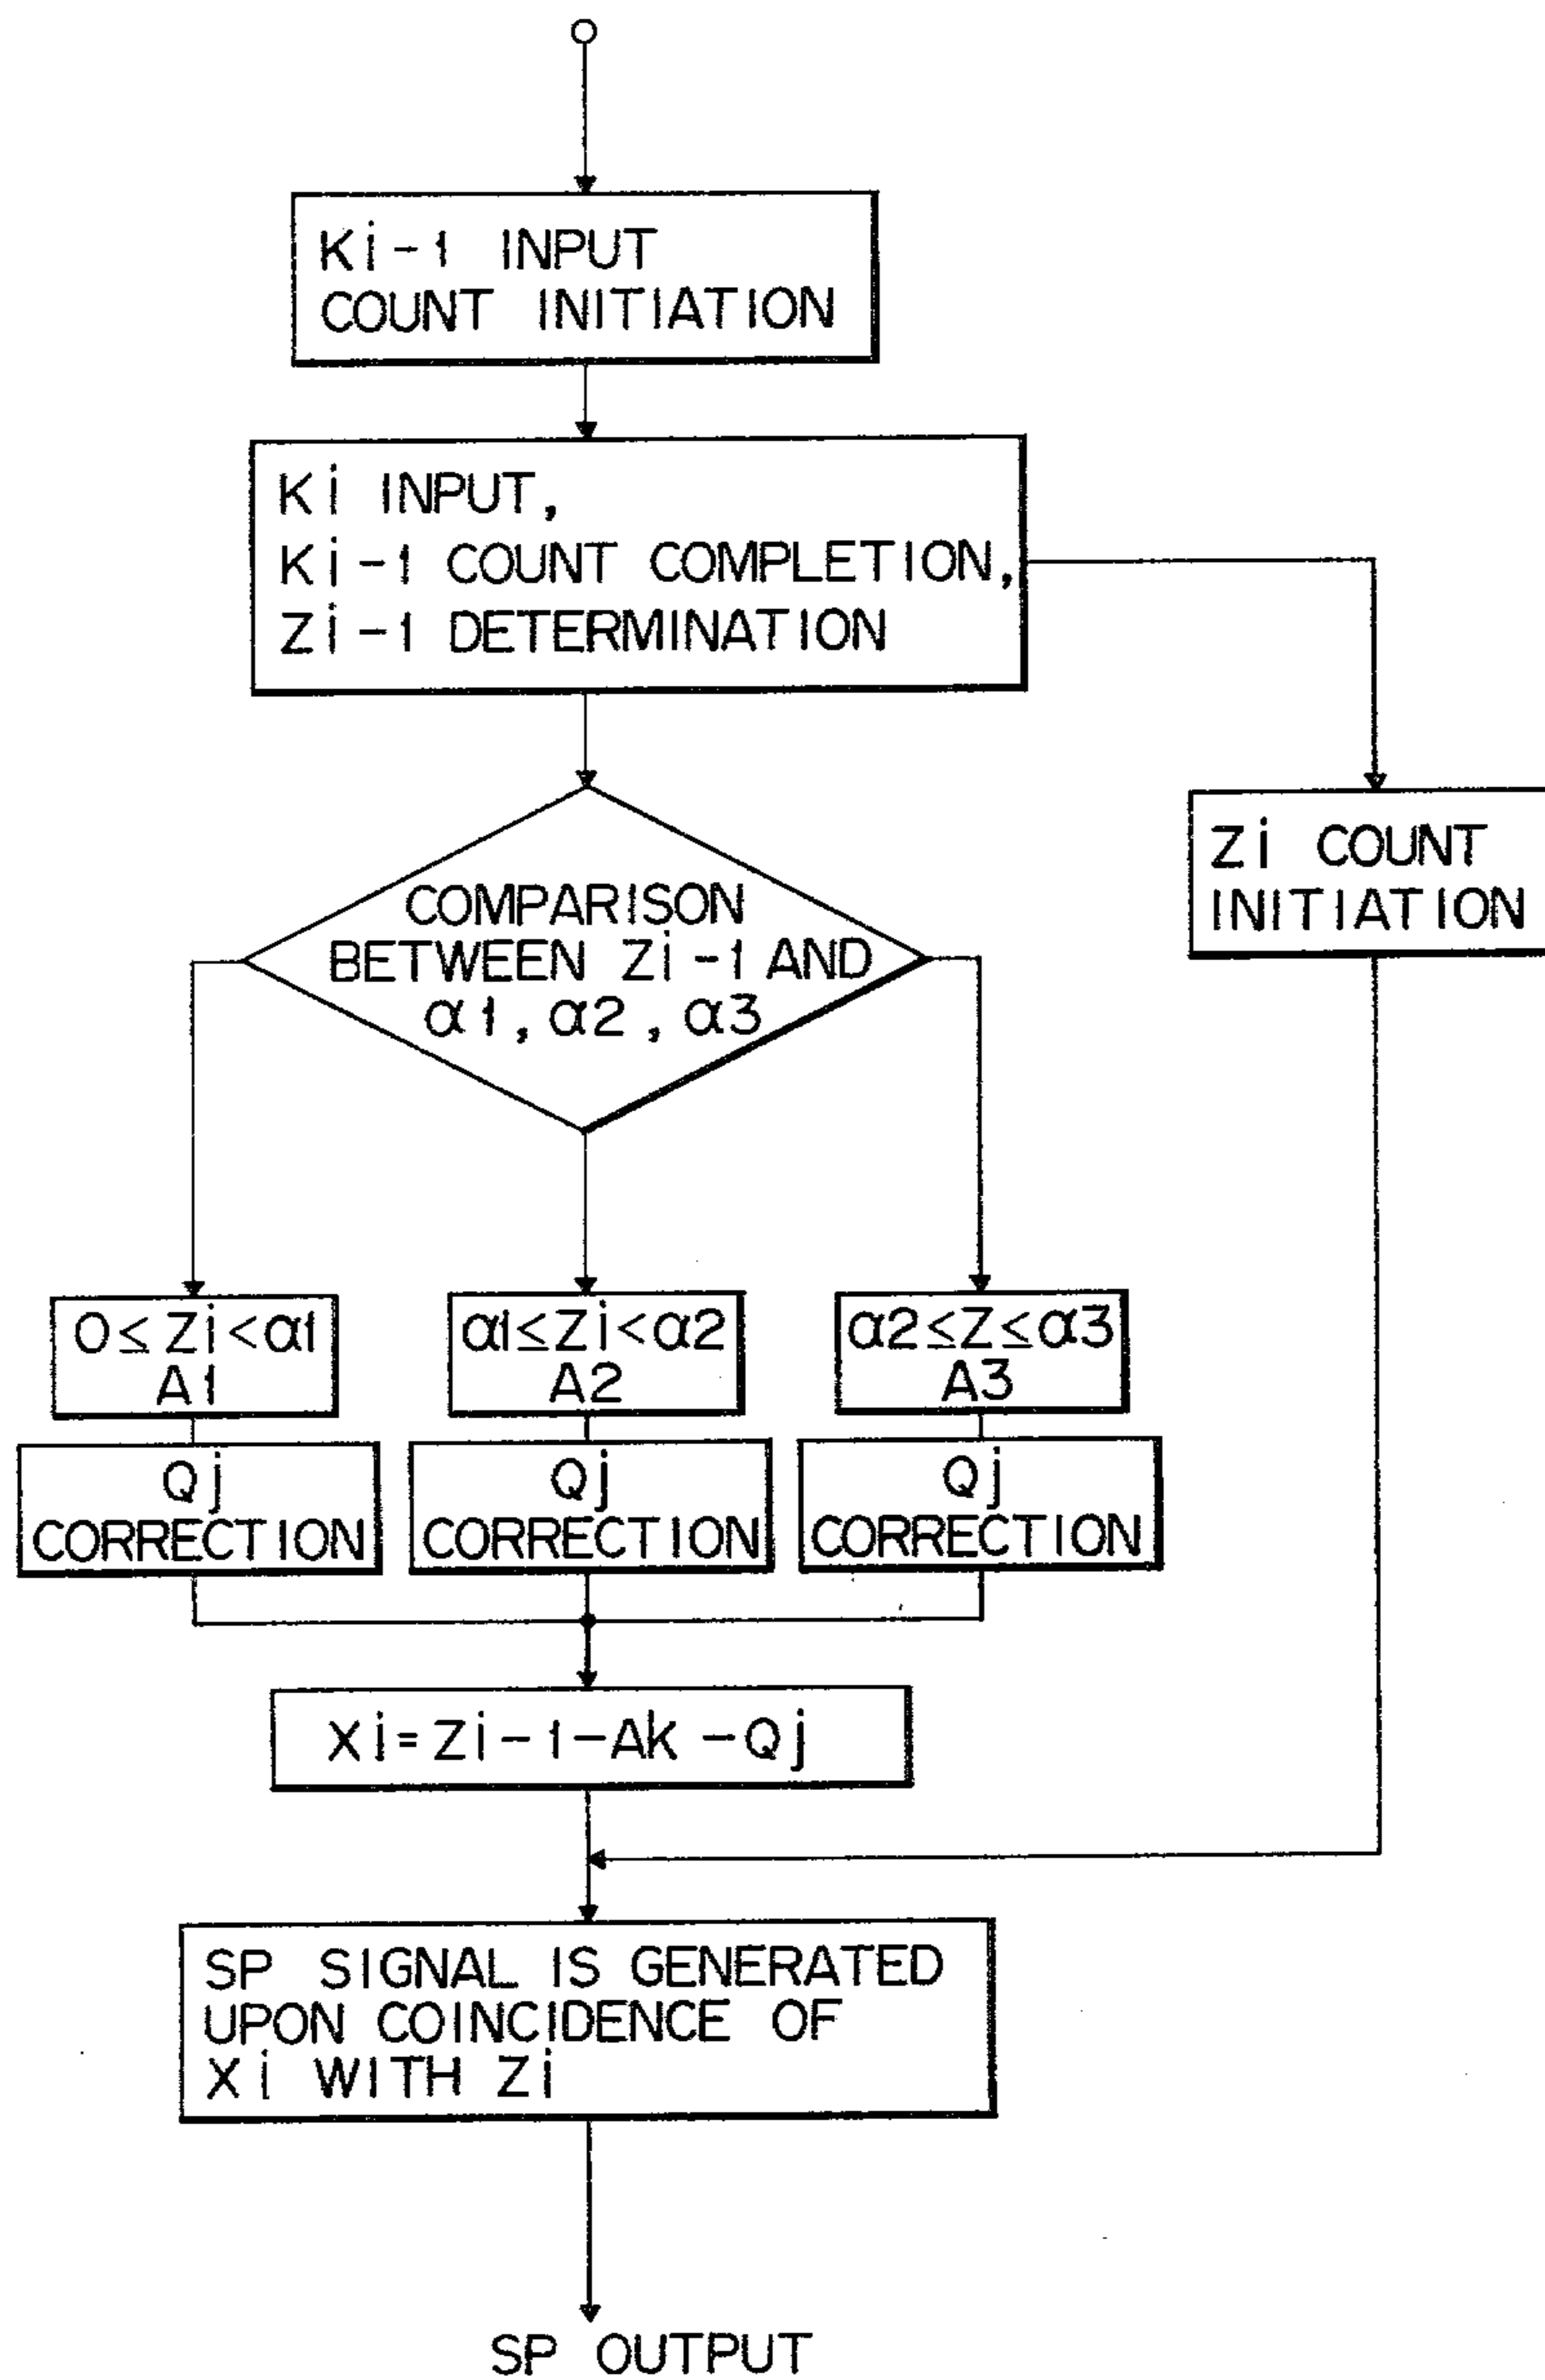 Ki-1 INPUT
COUNT INITIATION
Ki INPUT,
Ki-1 COUNT COMPLETION,
Zi-1 DETERMINATION
Zi COUNT
INITIATION
COMPARISON
BETWEEN Zi-1 AND
α1, α2, α3
0≤Zi<α1
A1
α1≤Zi<α2
A2
α2≤Z≤α3
A3
Qj
CORRECTION
Qj
CORRECTION
Qj
CORRECTION
Xi=Zi-1-Ak-Qj
SP SIGNAL IS GENERATED
UPON COINCIDENCE OF
Xi WITH Zi
SP OUTPUT